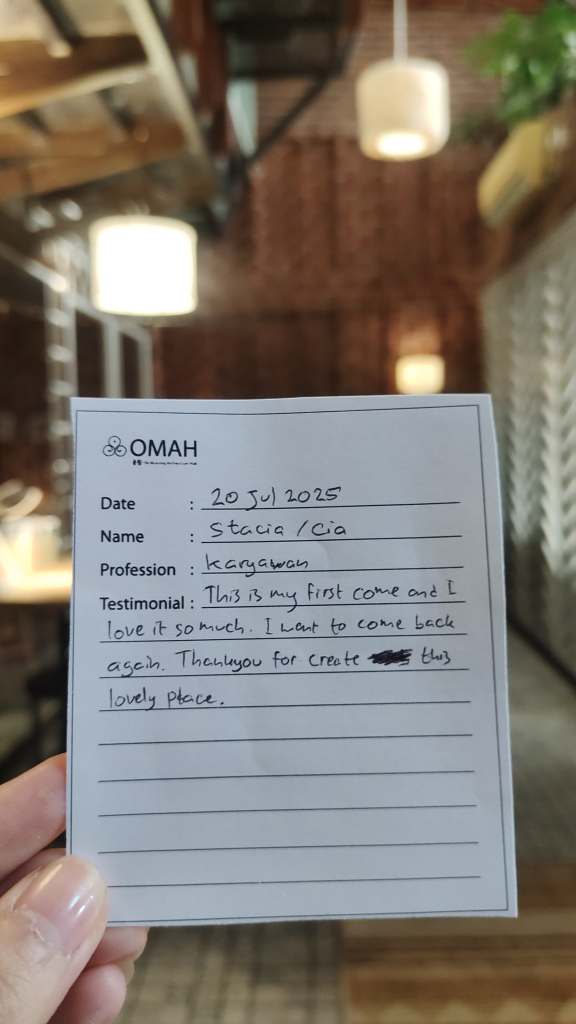 OMAH
Date : 20 Jul 2025
Name : Stacia / Cia
Profession : Karyawan
Testimonial : This is my first come and I
love it so much. I want to come back
again. Thankyou for create this
lovely place.